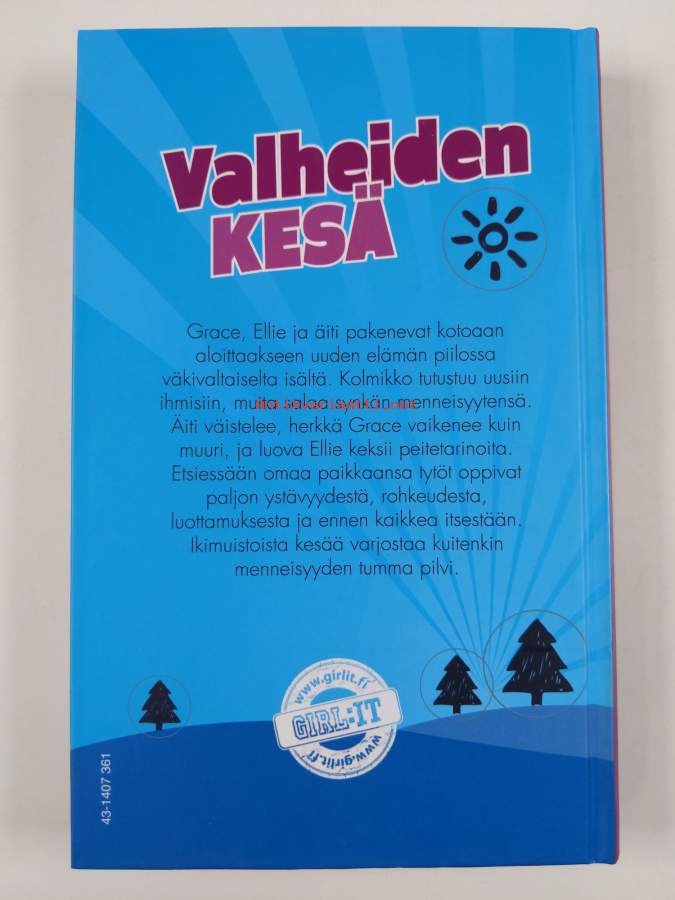 Valheiden
KESÄ
Grace, Ellie ja äiti pakenevat kotoaan
aloittaakseen uuden elämän piilossa
väkivaltaiselta isältä. Kolmikko tutustuu uusiin
ihmisiin, mutta salaa synkän menneisyytensä.
Äiti väistelee, herkkä Grace vaikenee kuin
muuri, ja luova Ellie keksii peitetarinoita.
Etsiessään omaa paikkaansa tytöt oppivat
paljon ystävyydestä, rohkeudesta,
luottamuksesta ja ennen kaikkea itsestään.
Ikimuistoista kesää varjostaa kuitenkin
menneisyyden tumma pilvi.
www.girlit.fi
GIRL:IT
www.girlit.fi
43-1407 361